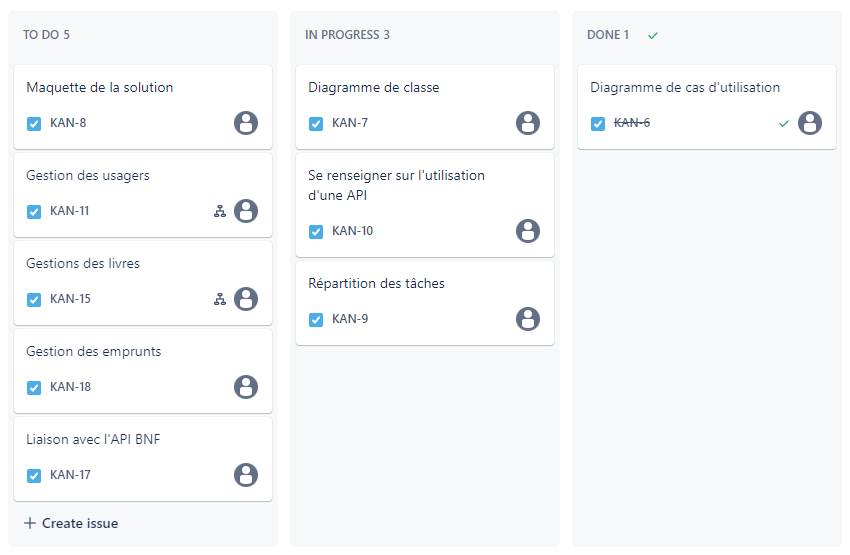 TO DO 5
Maquette de la solution
KAN-8
Gestion des usagers
KAN-11
Gestions des livres
KAN-15
Gestion des emprunts
KAN-18
Liaison avec l'API BNF
KAN-17
Create issue
IN PROGRESS 3
Diagramme de classe
KAN-7
Se renseigner sur l'utilisation
d'une API
KAN-10
Répartition des tâches
KAN-9
DONE 1
Diagramme de cas d'utilisation
KAN-6